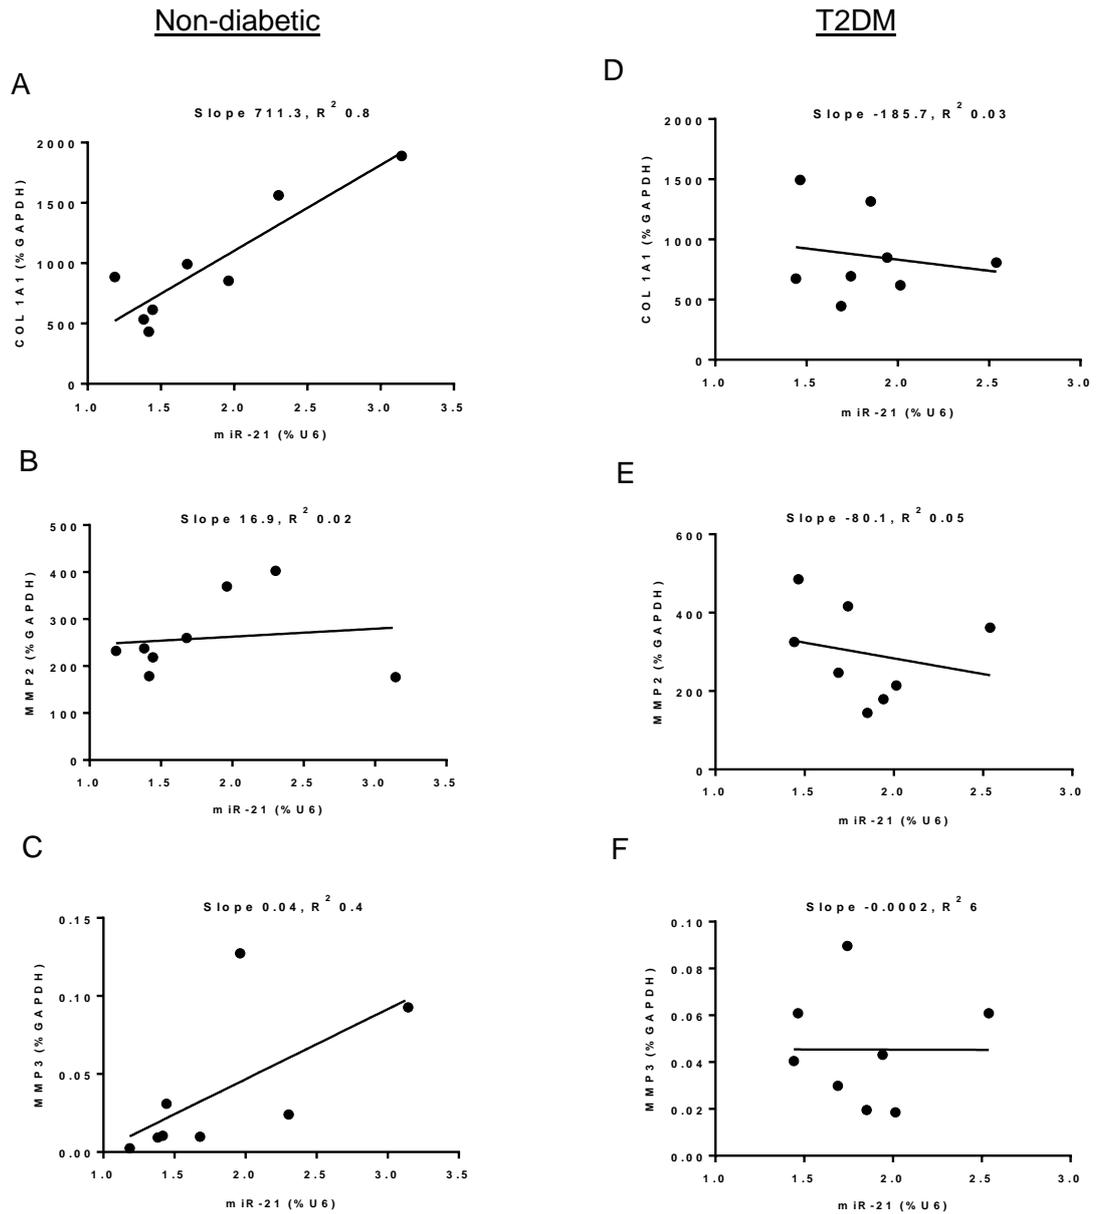 Non-diabetic
T2DM
A
Slope 711.3, R2 0.8
COL1A1 (%GAPDH)
2000
1500
1000
500
0
1.0 1.5 2.0 2.5 3.0 3.5
miR-21 (%U6)
B
Slope 16.9, R2 0.02
MMP2 (%GAPDH)
500
400
300
200
100
0
1.0 1.5 2.0 2.5 3.0 3.5
miR-21 (%U6)
C
Slope 0.04, R2 0.4
MMP3 (%GAPDH)
0.15
0.10
0.05
0.00
1.0 1.5 2.0 2.5 3.0 3.5
miR-21 (%U6)
D
Slope -185.7, R2 0.03
COL1A1 (%GAPDH)
2000
1500
1000
500
0
1.0 1.5 2.0 2.5 3.0
miR-21 (%U6)
E
Slope -80.1, R2 0.05
MMP2 (%GAPDH)
600
400
200
0
1.0 1.5 2.0 2.5 3.0
miR-21 (%U6)
F
Slope -0.0002, R2 6
MMP3 (%GAPDH)
0.10
0.08
0.06
0.04
0.02
0.00
1.0 1.5 2.0 2.5 3.0
miR-21 (%U6)